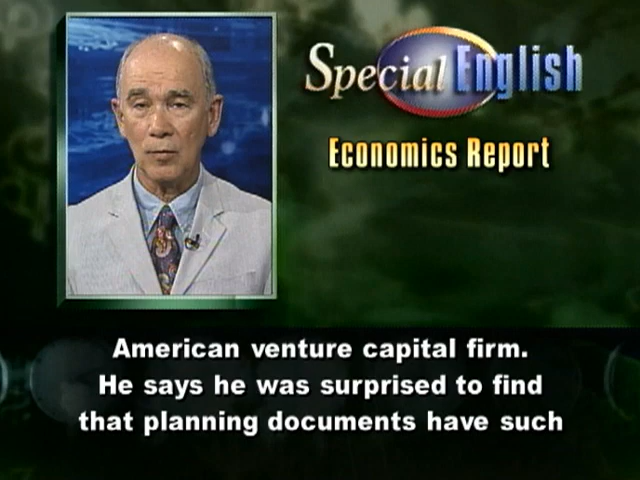 Special English
Economics Report
American venture capital firm.
He says he was surprised to find
that planning documents have such